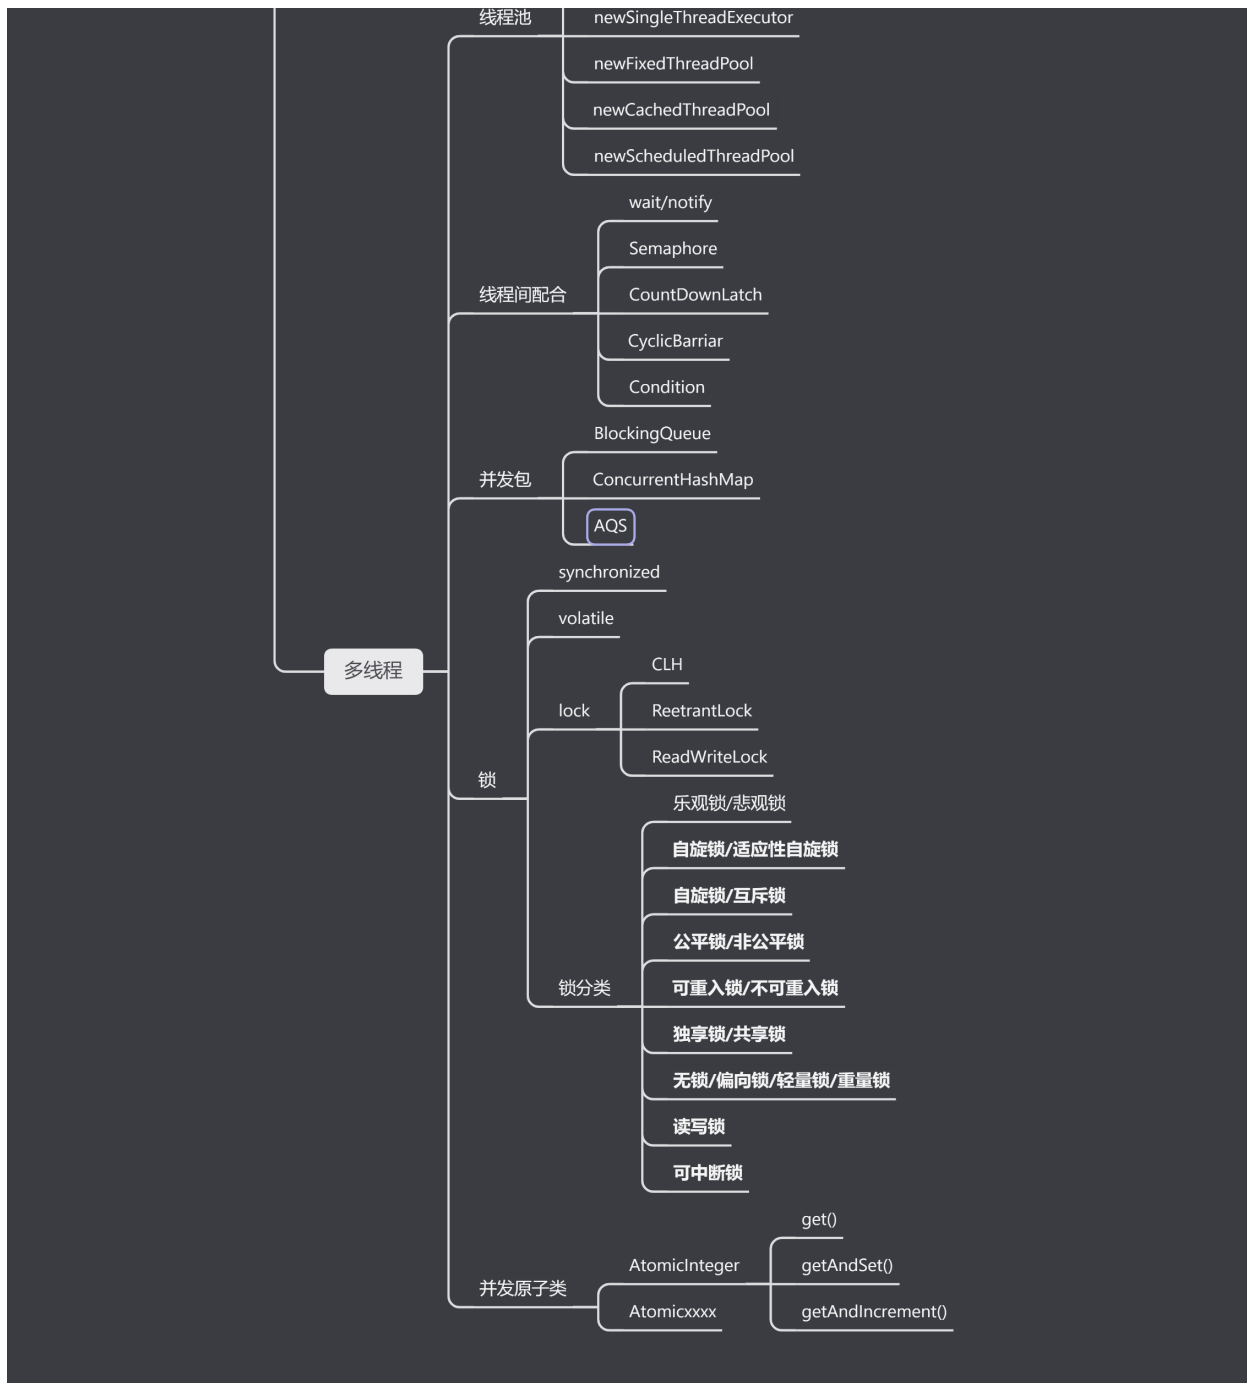 线程池
newSingleThreadExecutor
newFixedThreadPool
newCachedThreadPool
newScheduledThreadPool
线程间配合
wait/notify
Semaphore
CountDownLatch
CyclicBarriar
Condition
并发包
BlockingQueue
ConcurrentHashMap
AQS
多线程
锁
synchronized
volatile
lock
CLH
ReetrantLock
ReadWriteLock
锁分类
乐观锁/悲观锁
自旋锁/适应性自旋锁
自旋锁/互斥锁
公平锁/非公平锁
可重入锁/不可重入锁
独享锁/共享锁
无锁/偏向锁/轻量锁/重量锁
读写锁
可中断锁
并发原子类
AtomicInteger
get()
getAndSet()
getAndIncrement()
Atomicxxxx